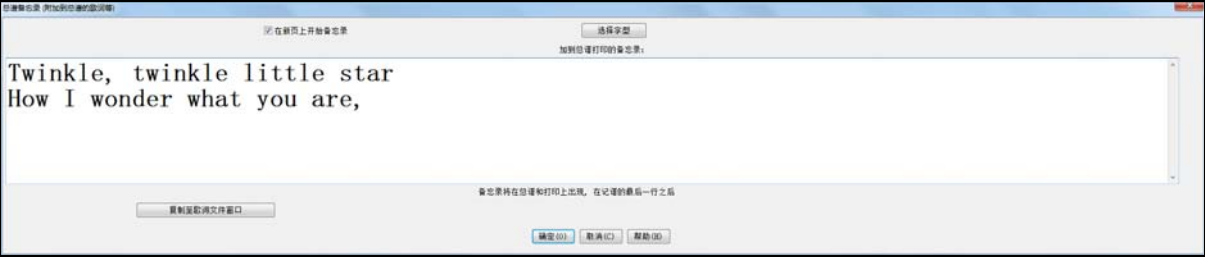 总谱备忘录 (附加到总谱的歌词等)
在新页上开始备忘录
选择字型
加到总谱打印的备忘录:
Twinkle, twinkle little star
How I wonder what you are,
备忘录将在总谱和打印上出现, 在记谱的最后一行之后
复制至歌词文件窗口
确定(O) 取消(C) 帮助(H)